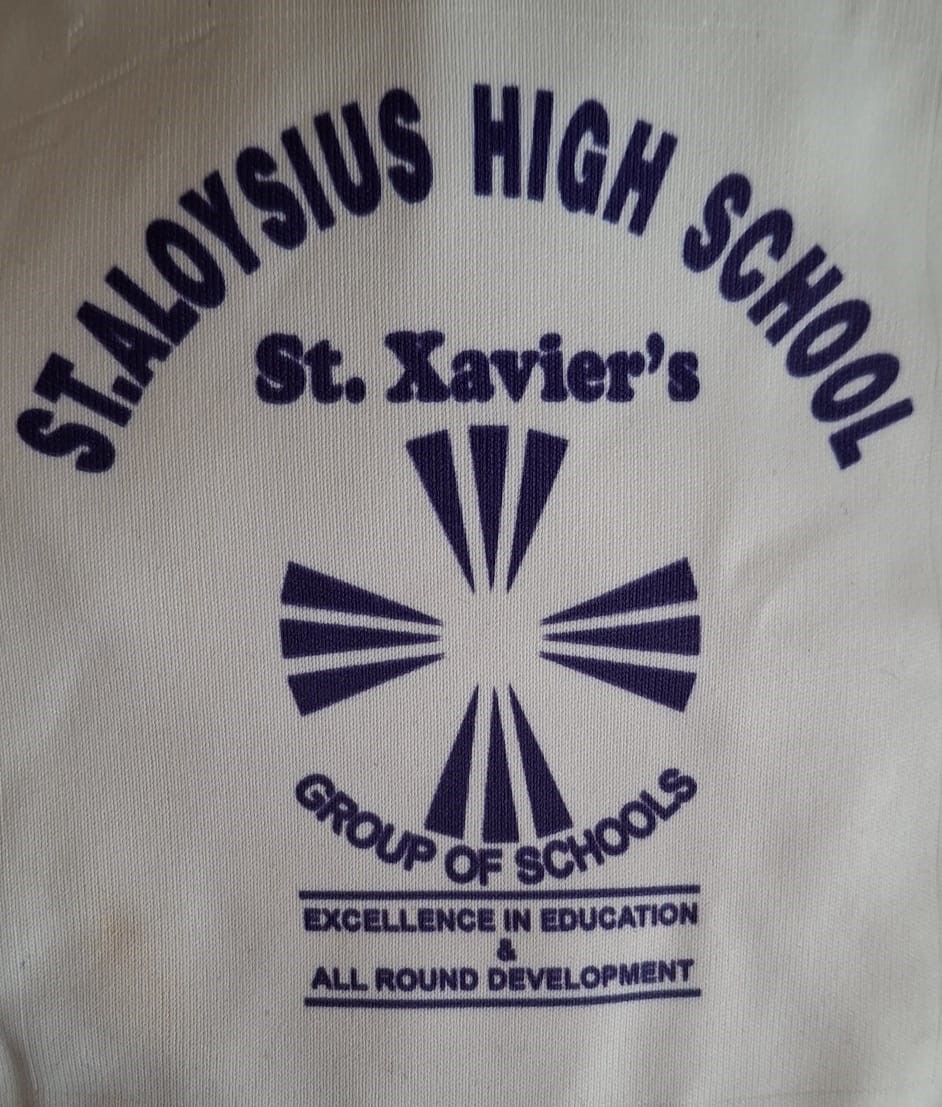 ST.ALOYSIUS HIGH SCHOOL
St. Xavier's
GROUP OF SCHOOLS
EXCELLENCE IN EDUCATION
&
ALL ROUND DEVELOPMENT